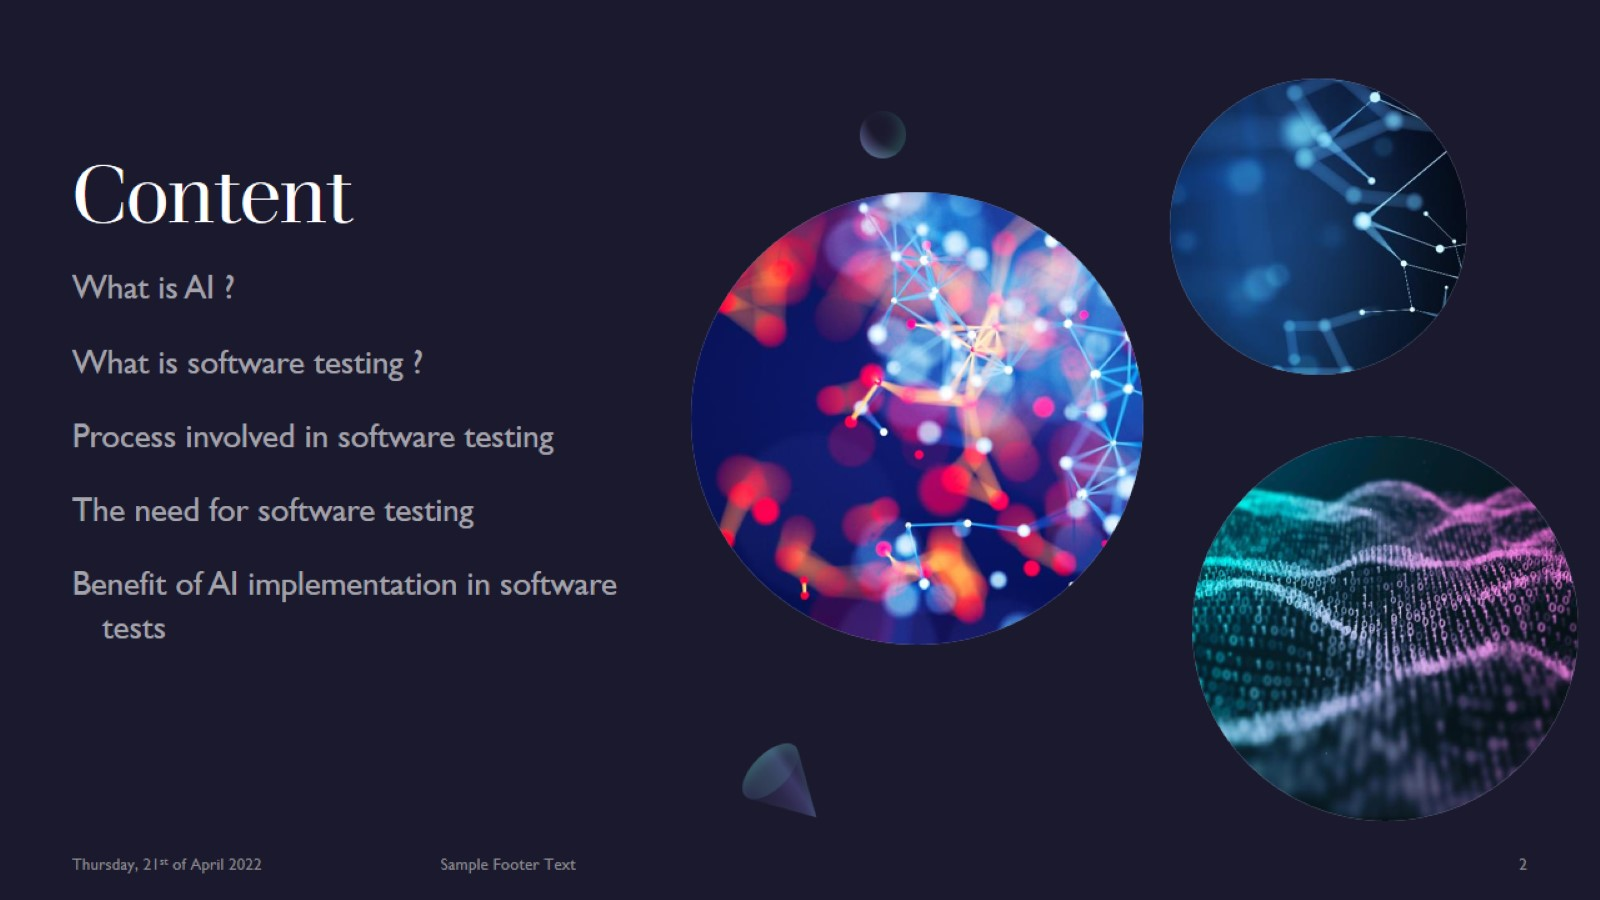 Content
What is AI ?
What is software testing ?
Process involved in software testing
The need for software testing
Benefit of AI implementation in software
tests
Thursday, 21st of April 2022
Sample Footer Text
2